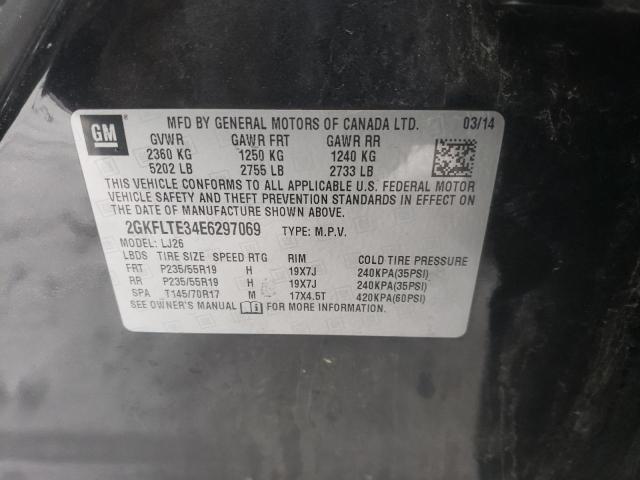 GM
MFD BY GENERAL MOTORS OF CANADA LTD. 03/14
GVWR GAWR FRT GAWR RR
2360 KG 1250 KG 1240 KG
5202 LB 2755 LB 2733 LB
THIS VEHICLE CONFORMS TO ALL APPLICABLE U.S. FEDERAL MOTOR
VEHICLE SAFETY AND THEFT PREVENTION STANDARDS IN EFFECT ON
THE DATE OF MANUFACTURE SHOWN ABOVE.
2GKFLTE34E6297069 TYPE: M.P.V.
MODEL: LJ26
LBDS TIRE SIZE SPEED RTG RIM COLD TIRE PRESSURE
FRT P235/55R19 H 19X7J 240KPA(35PSI)
RR P235/55R19 H 19X7J 240KPA(35PSI)
SPA T145/70R17 M 17X4.5T 420KPA(60PSI)
SEE OWNER'S MANUAL FOR MORE INFORMATION.